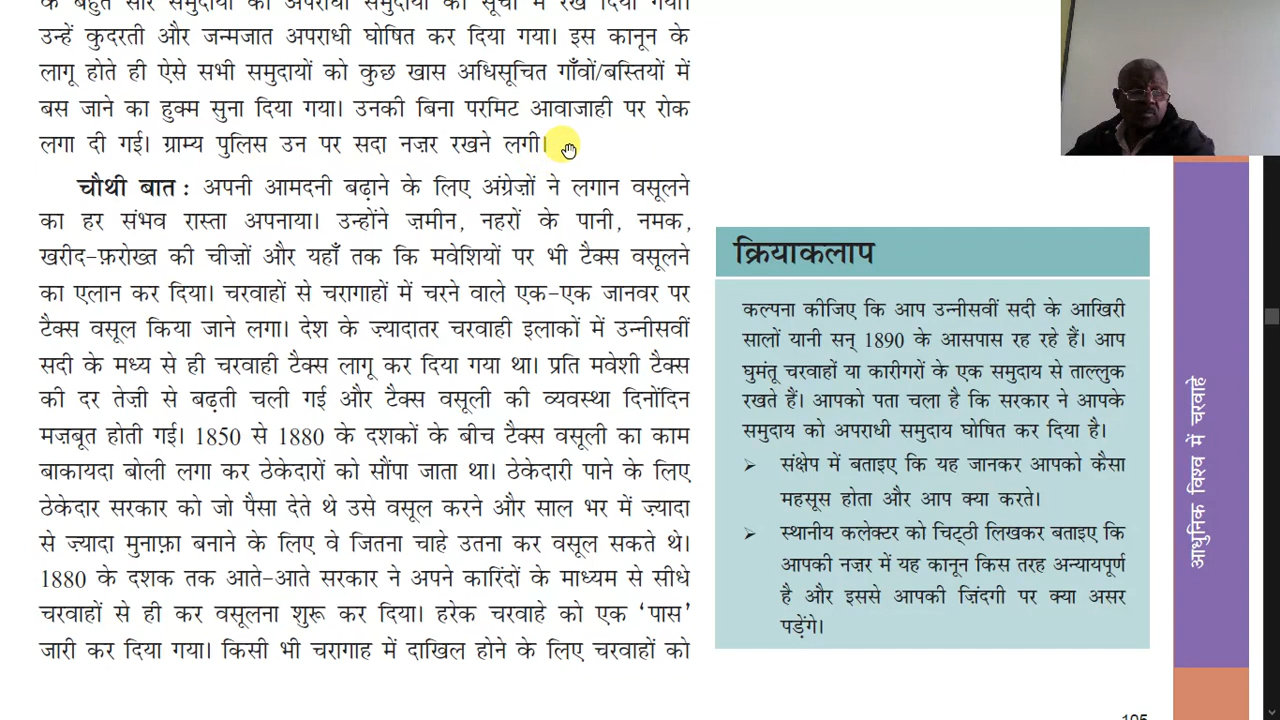 के बहुत सारे समुदायों को अपराधी समुदायों की सूची में रख दिया गया।
उन्हें कुदरती और जन्मजात अपराधी घोषित कर दिया गया। इस कानून के
लागू होते ही ऐसे सभी समुदायों को कुछ खास अधिसूचित गाँवों/बस्तियों में
बस जाने का हुक्म सुना दिया गया। उनकी बिना परमिट आवाजाही पर रोक
लगा दी गई। ग्राम्य पुलिस उन पर सदा नज़र रखने लगी।
चौथी बात : अपनी आमदनी बढ़ाने के लिए अंग्रेज़ों ने लगान वसूलने
का हर संभव रास्ता अपनाया। उन्होंने ज़मीन, नहरों के पानी, नमक,
खरीद-फ़रोख्त की चीज़ों और यहाँ तक कि मवेशियों पर भी टैक्स वसूलने
का एलान कर दिया। चरवाहों से चरागाहों में चरने वाले एक-एक जानवर पर
टैक्स वसूल किया जाने लगा। देश के ज़्यादातर चरवाही इलाकों में उन्नीसवीं
सदी के मध्य से ही चरवाही टैक्स लागू कर दिया गया था। प्रति मवेशी टैक्स
की दर तेज़ी से बढ़ती चली गई और टैक्स वसूली की व्यवस्था दिनोंदिन
मज़बूत होती गई। 1850 से 1880 के दशकों के बीच टैक्स वसूली का काम
बाकायदा बोली लगा कर ठेकेदारों को सौंपा जाता था। ठेकेदारी पाने के लिए
ठेकेदार सरकार को जो पैसा देते थे उसे वसूल करने और साल भर में ज़्यादा
से ज़्यादा मुनाफ़ा बनाने के लिए वे जितना चाहे उतना कर वसूल सकते थे।
1880 के दशक तक आते-आते सरकार ने अपने कारिंदों के माध्यम से सीधे
चरवाहों से ही कर वसूलना शुरू कर दिया। हरेक चरवाहे को एक ‘पास’
जारी कर दिया गया। किसी भी चरागाह में दाखिल होने के लिए चरवाहों को
क्रियाकलाप
कल्पना कीजिए कि आप उन्नीसवीं सदी के आखिरी
सालों यानी सन् 1890 के आसपास रह रहे हैं। आप
घुमंतू चरवाहों या कारीगरों के एक समुदाय से ताल्लुक
रखते हैं। आपको पता चला है कि सरकार ने आपके
समुदाय को अपराधी समुदाय घोषित कर दिया है।
➢ संक्षेप में बताइए कि यह जानकर आपको कैसा
महसूस होता और आप क्या करते।
➢ स्थानीय कलेक्टर को चिट्ठी लिखकर बताइए कि
आपकी नज़र में यह कानून किस तरह अन्यायपूर्ण
है और इससे आपकी ज़िंदगी पर क्या असर
पड़ेंगे।
आधुनिक विश्व में चरवाहे
105